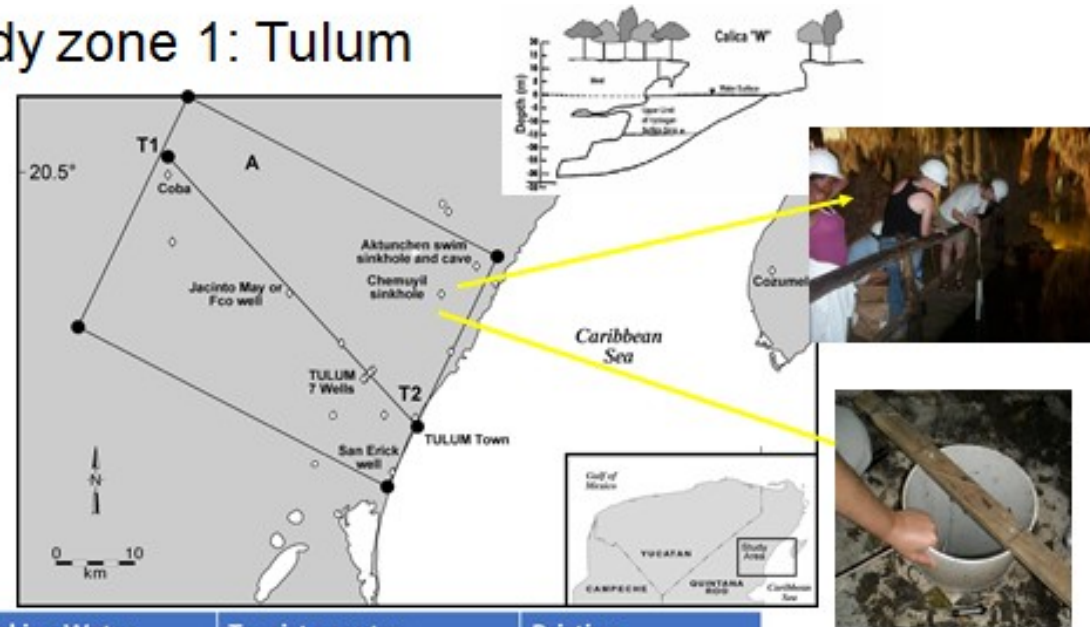 dy zone 1: Tulum
Calica "W"
Depth (m)
Water Surface
T1
A
20.5°
Coba
Aktunchen swim
sinkhole and cave
Chemuyil
sinkhole
Jacinto May or
Fco well
Cozumel
Caribbean
Sea
TULUM
7 Wells
T2
TULUM Town
San Erick
well
N
0 10
km
Gulf of
Mexico
YUCATAN
Study
Area
CAMPECHE
QUINTANA
ROO
Caribbean
Sea